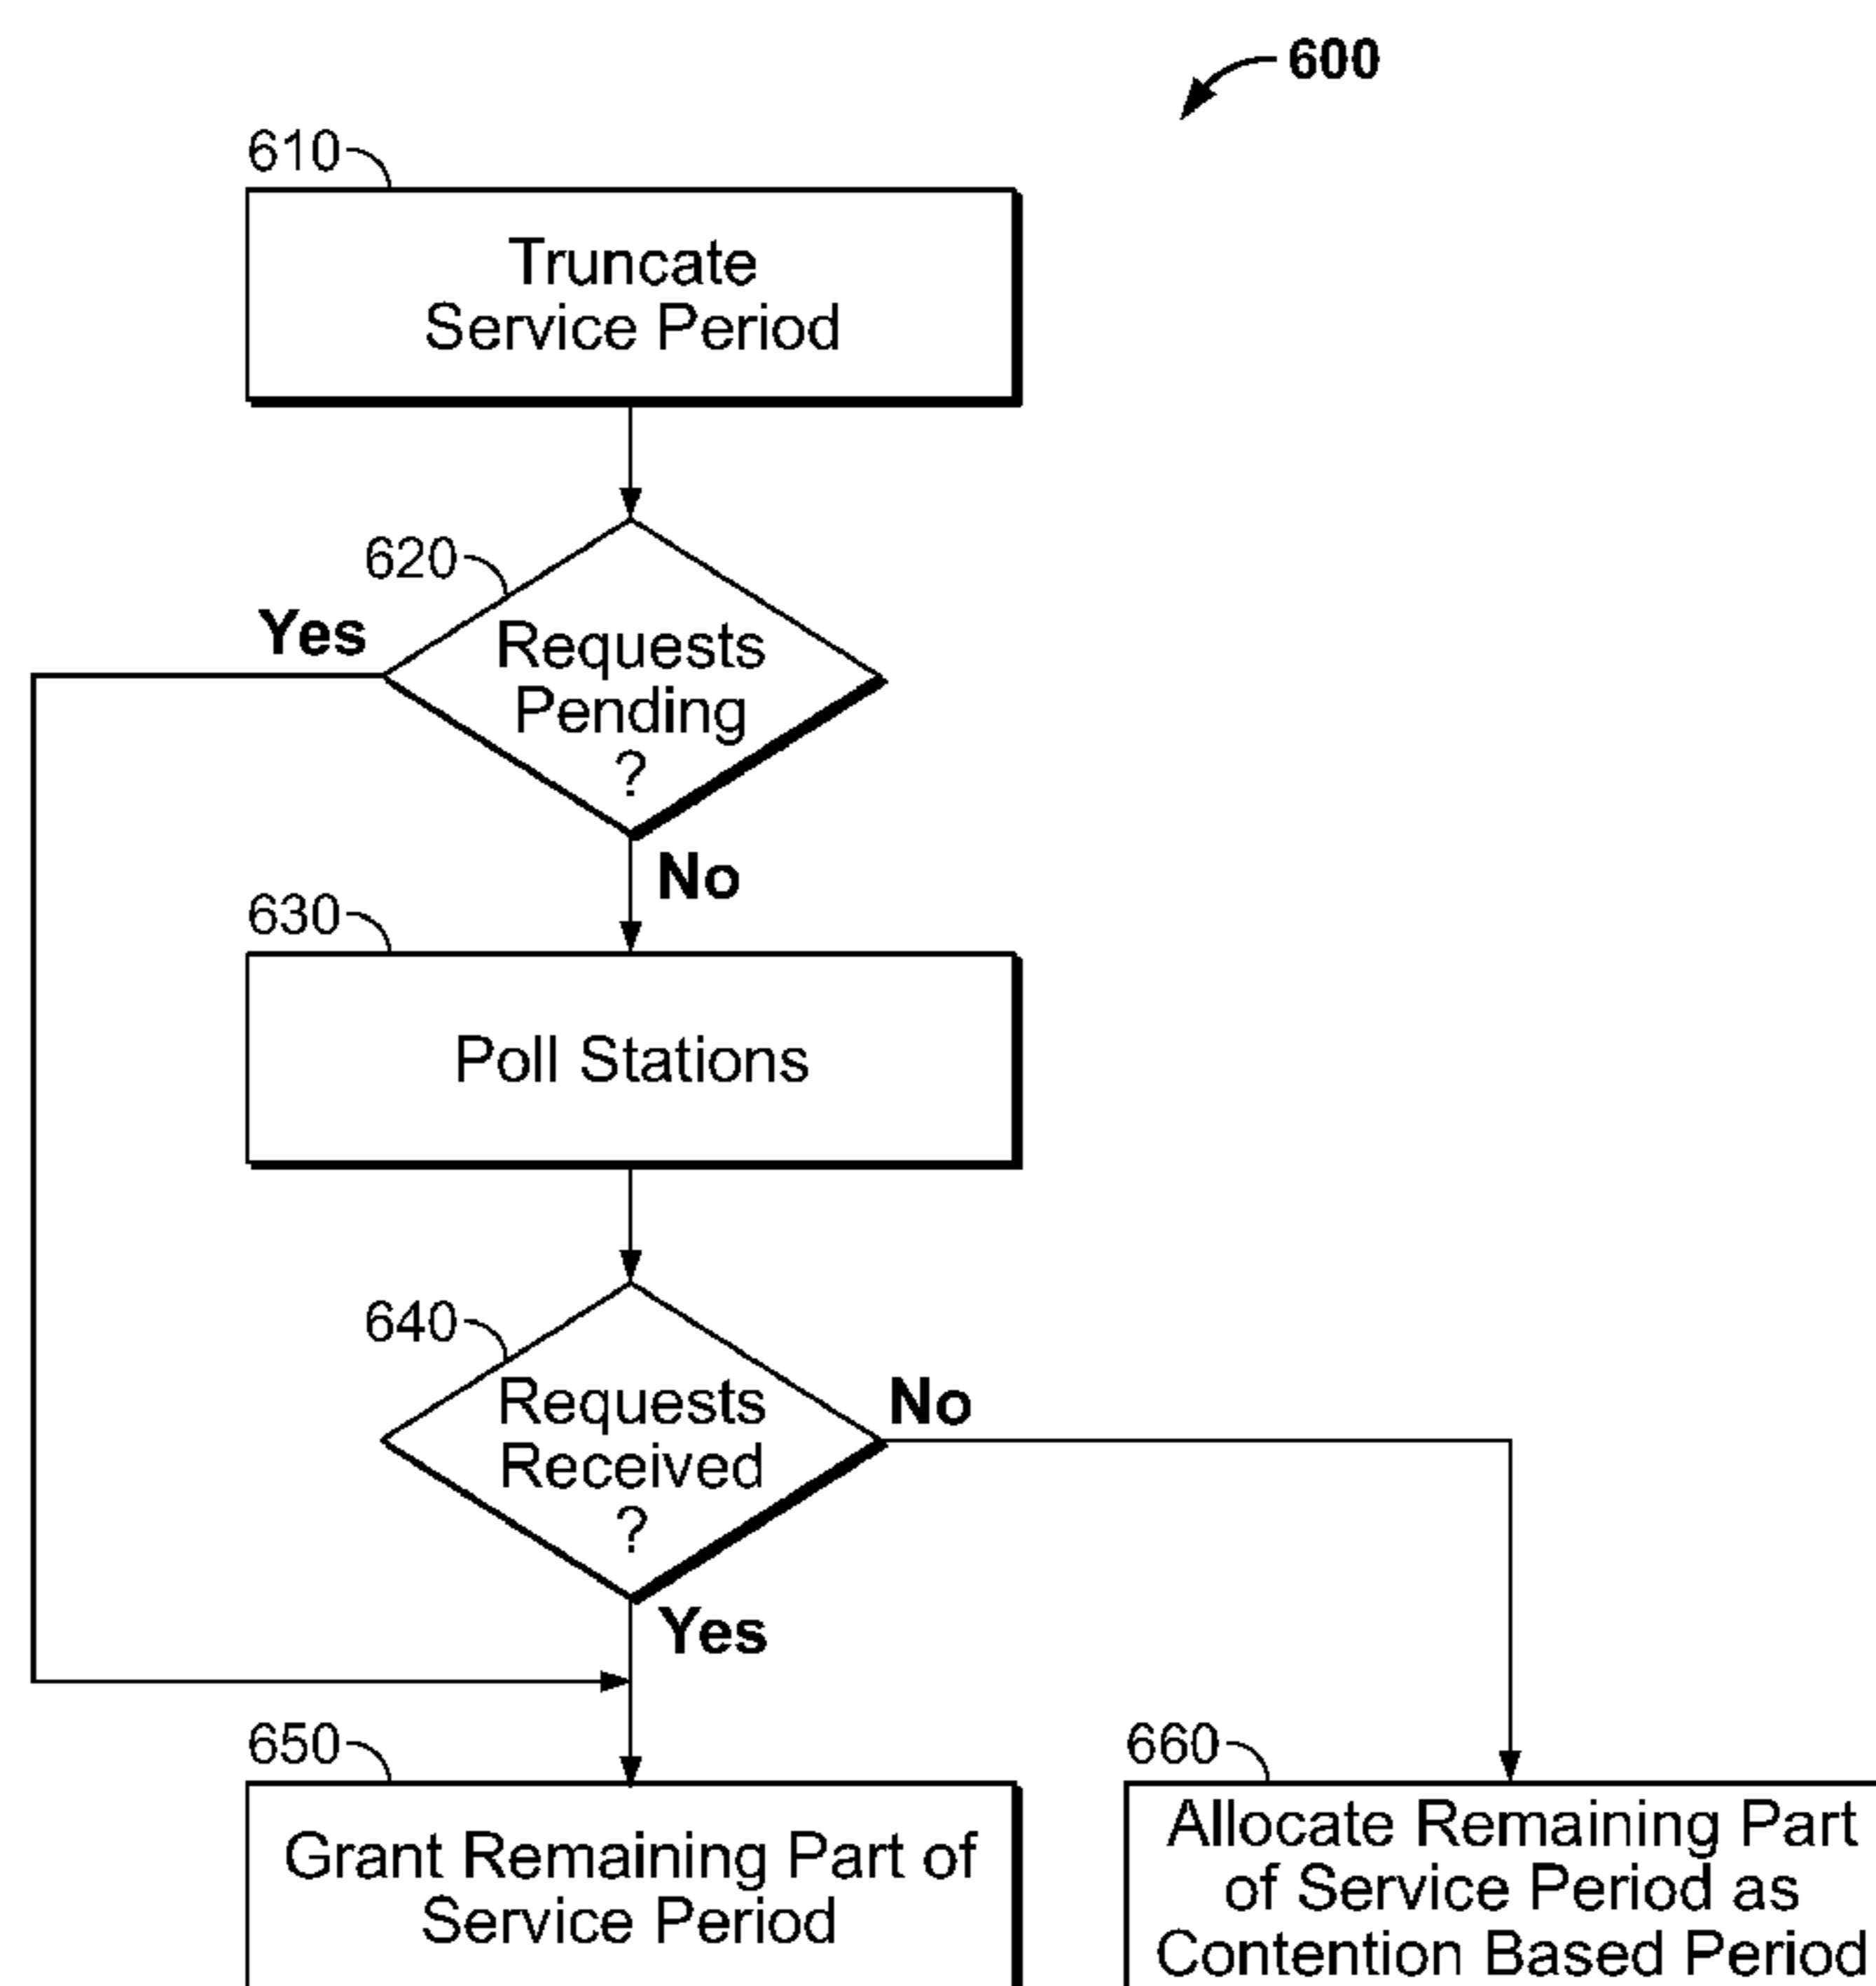 600
610
Truncate
Service Period
620
Yes
Requests
Pending
?
No
630
Poll Stations
640
Requests
Received
?
No
Yes
650
Grant Remaining Part of
Service Period
660
Allocate Remaining Part
of Service Period as
Contention Based Period